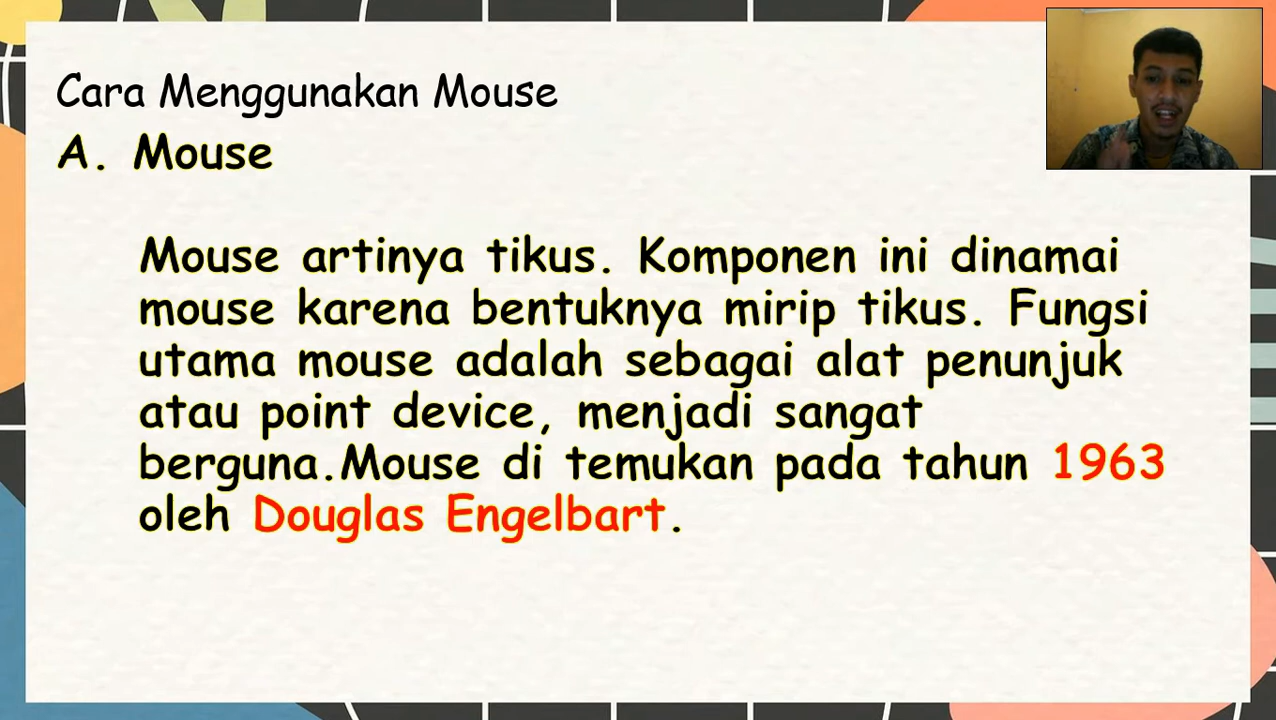 Cara Menggunakan Mouse
A. Mouse
Mouse artinya tikus. Komponen ini dinamai
mouse karena bentuknya mirip tikus. Fungsi
utama mouse adalah sebagai alat penunjuk
atau point device, menjadi sangat
berguna.Mouse di temukan pada tahun 1963
oleh Douglas Engelbart.